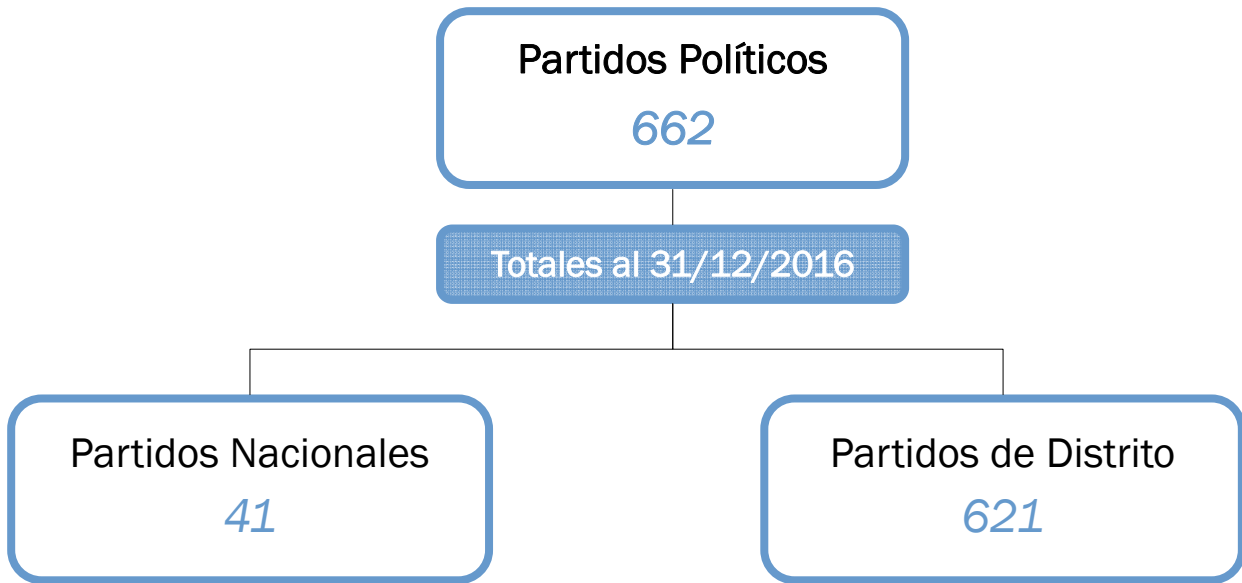 Partidos Políticos
662
Totales al 31/12/2016
Partidos Nacionales
41
Partidos de Distrito
621